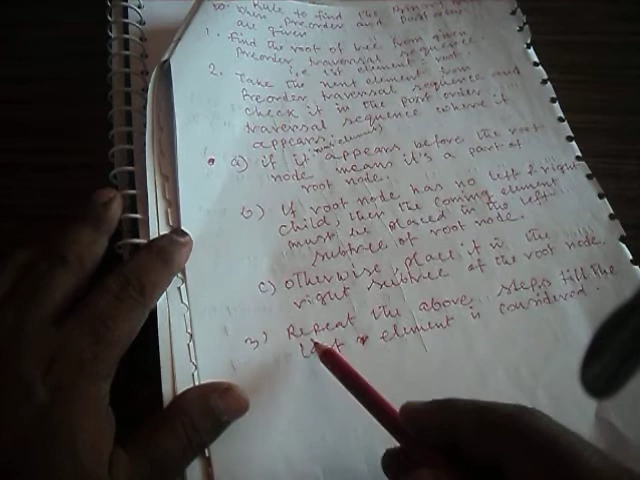 Rule to find the Binary
when preorder and post order
are given
1. Find the root of tree from given
preorder traversal sequence
i.e 1st element = root
2. Take the next element from
preorder traversal sequence and
check it in the post order
traversal sequence where it
appears
a) if it appears before the root
node means it's a part of
root node.
b) If root node has no left & right
child, then the coming element
must be placed in the left
subtree of root node.
c) Otherwise place it in the
right subtree of the root node.
3) Repeat the above steps till the
last element is considered.